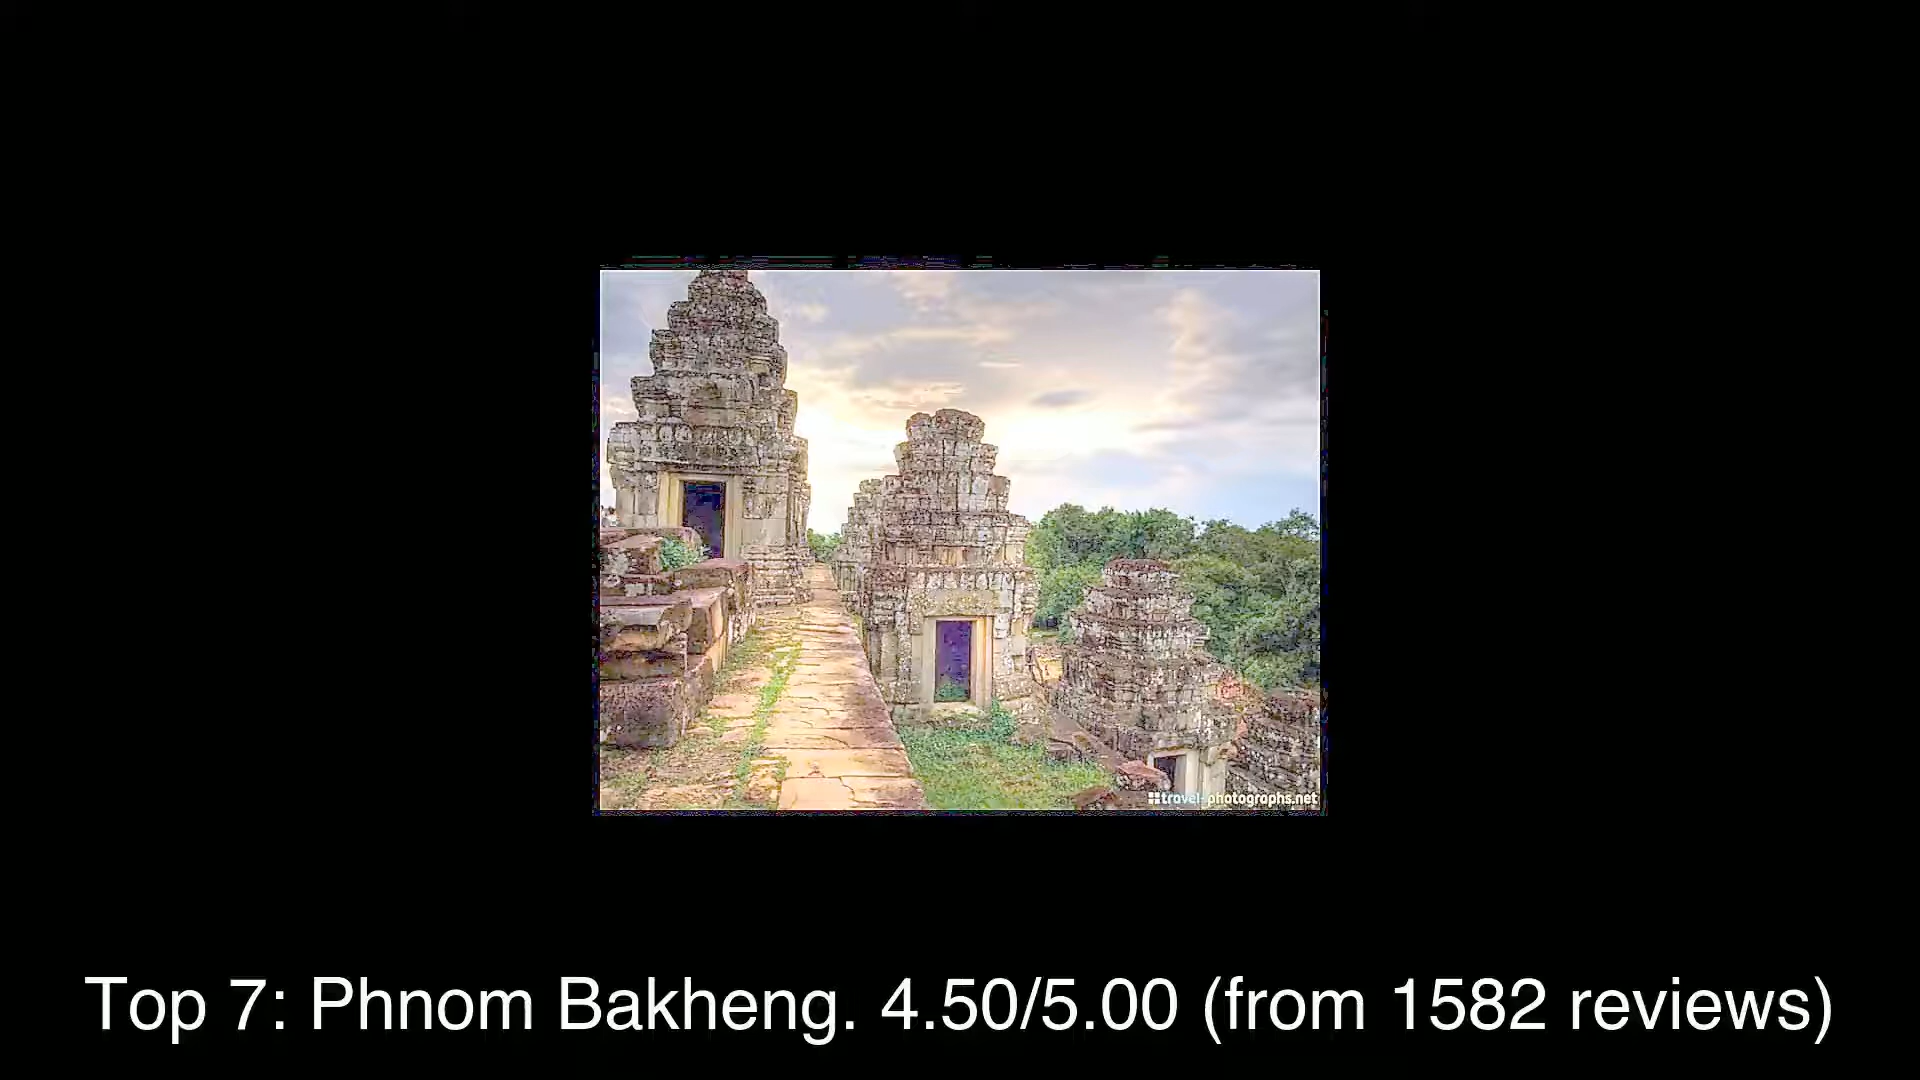 travel-photographs.net
Top 7: Phnom Bakheng. 4.50/5.00 (from 1582 reviews)